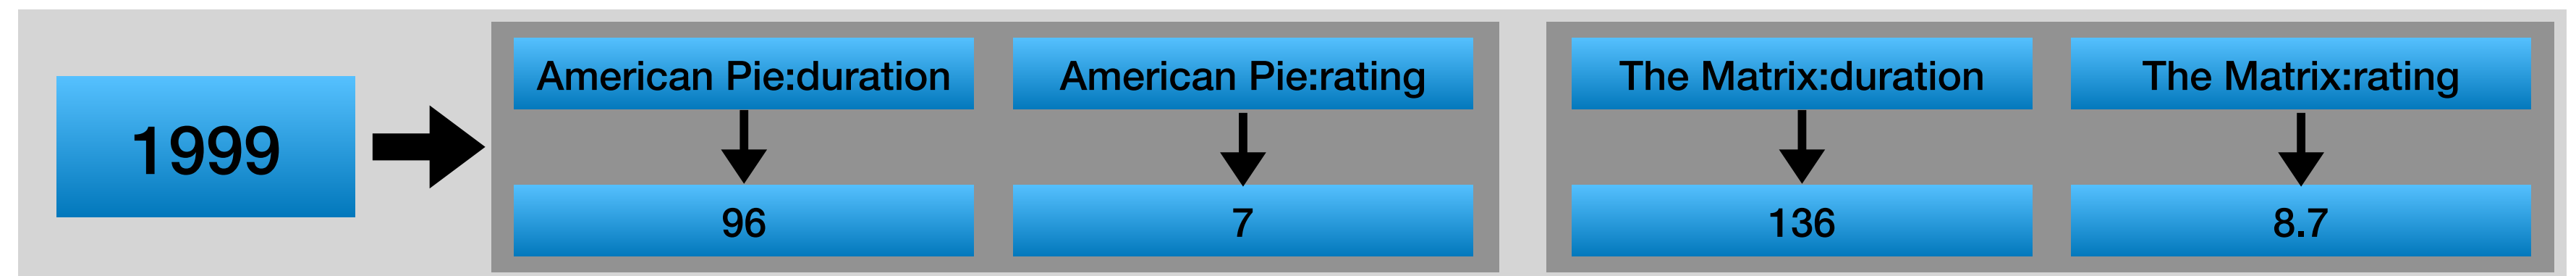 1999
American Pie:duration
96
American Pie:rating
7
The Matrix:duration
136
The Matrix:rating
8.7